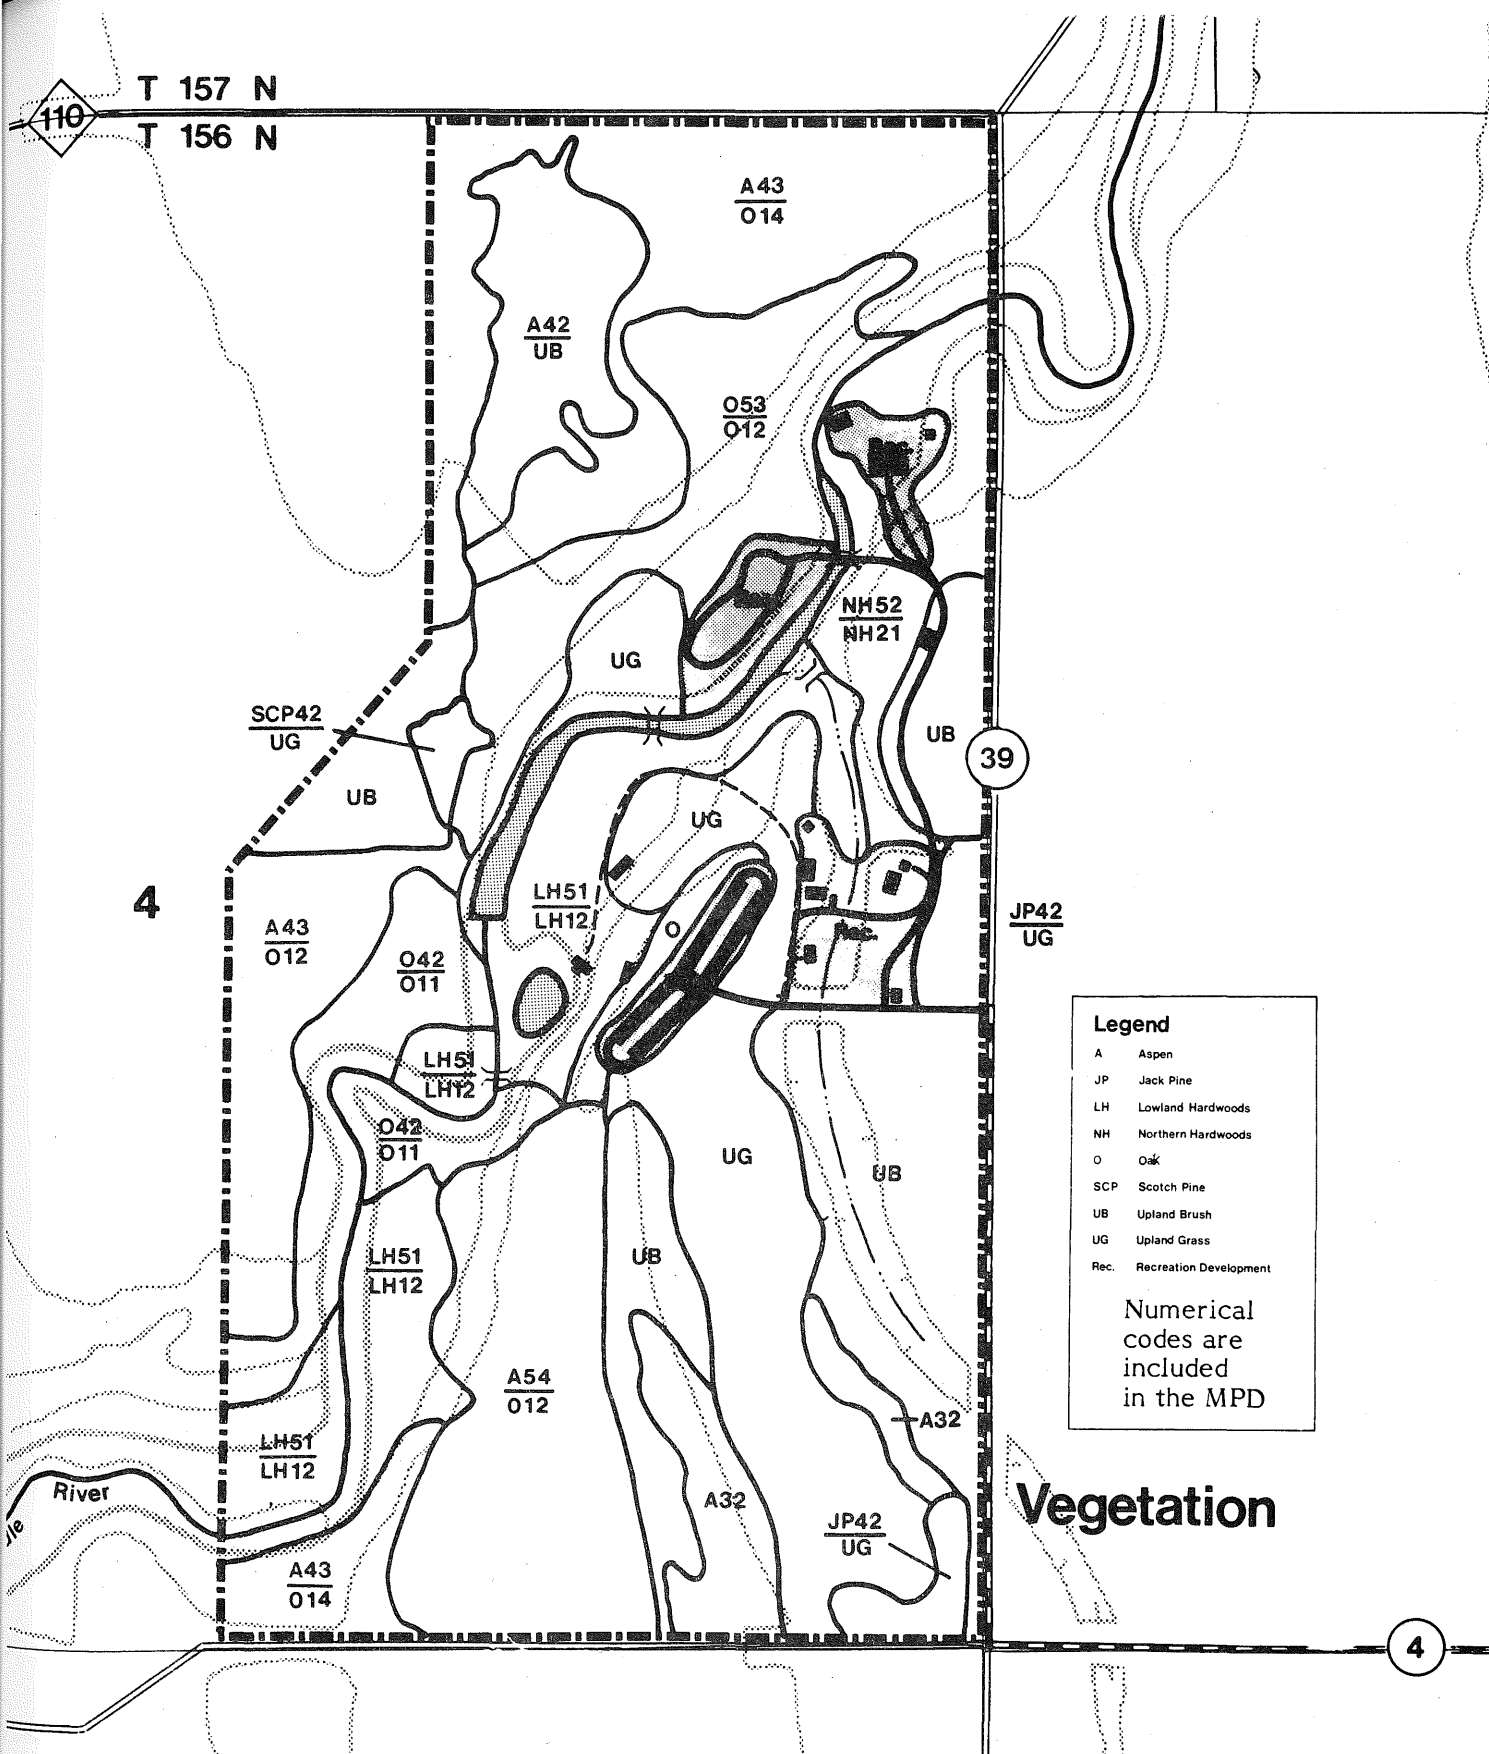 T 157 N
110
T 156 N
A43
O14
A42
UB
O53
O12
Rec.
NH52
NH21
UG
SCP42
UG
UB
UB
39
UG
4
LH51
LH12
O
A43
O12
O42
O11
Rec.
JP42
UG
LH51
LH12
O42
O11
UG
UB
LH51
LH12
UB
A54
O12
A32
LH51
LH12
A32
JP42
UG
River
A43
O14
Legend
A Aspen
JP Jack Pine
LH Lowland Hardwoods
NH Northern Hardwoods
O Oak
SCP Scotch Pine
UB Upland Brush
UG Upland Grass
Rec. Recreation Development
Numerical
codes are
included
in the MPD
Vegetation
4